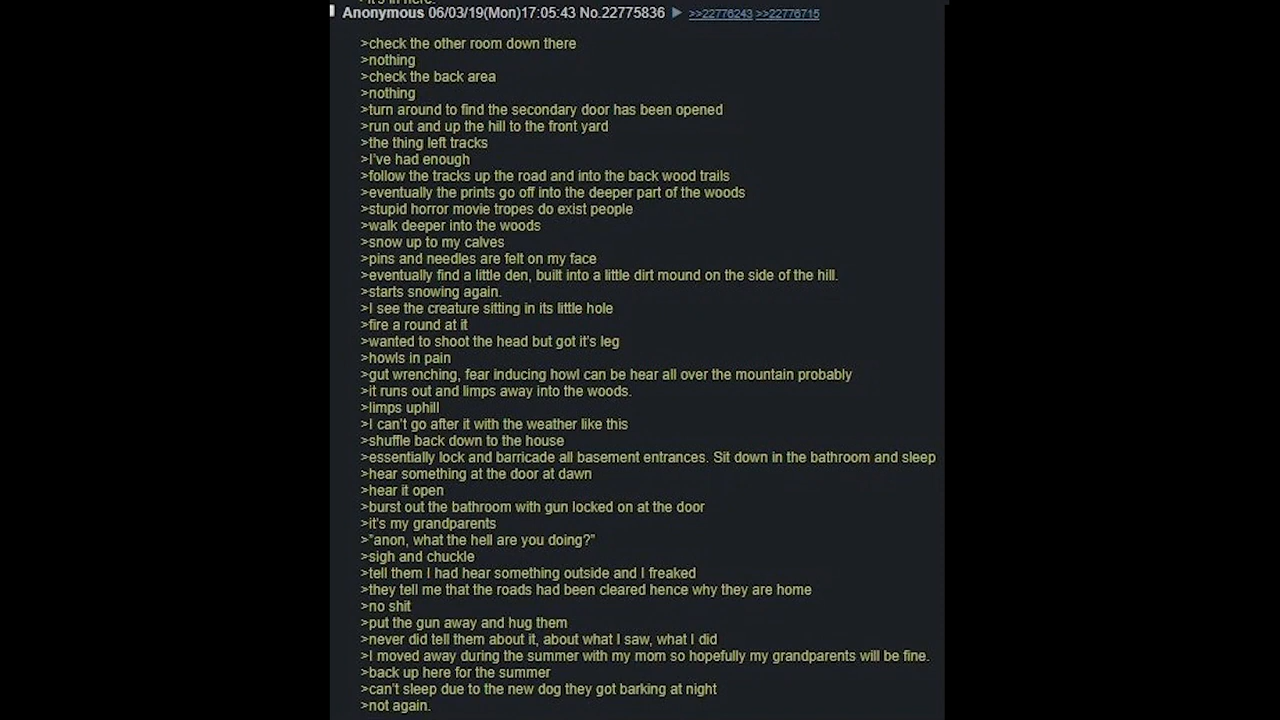 >it's in here.
Anonymous 06/03/19(Mon)17:05:43 No.22775836 ▶ >>22776243 >>22776715
>check the other room down there
>nothing
>check the back area
>nothing
>turn around to find the secondary door has been opened
>run out and up the hill to the front yard
>the thing left tracks
>I've had enough
>follow the tracks up the road and into the back wood trails
>eventually the prints go off into the deeper part of the woods
>stupid horror movie tropes do exist people
>walk deeper into the woods
>snow up to my calves
>pins and needles are felt on my face
>eventually find a little den, built into a little dirt mound on the side of the hill.
>starts snowing again.
>I see the creature sitting in its little hole
>fire a round at it
>wanted to shoot the head but got it's leg
>howls in pain
>gut wrenching, fear inducing howl can be hear all over the mountain probably
>it runs out and limps away into the woods.
>limps uphill
>I can't go after it with the weather like this
>shuffle back down to the house
>essentially lock and barricade all basement entrances. Sit down in the bathroom and sleep
>hear something at the door at dawn
>hear it open
>burst out the bathroom with gun locked on at the door
>it's my grandparents
>"anon, what the hell are you doing?"
>sigh and chuckle
>tell them I had hear something outside and I freaked
>they tell me that the roads had been cleared hence why they are home
>no shit
>put the gun away and hug them
>never did tell them about it, about what I saw, what I did
>I moved away during the summer with my mom so hopefully my grandparents will be fine.
>back up here for the summer
>can't sleep due to the new dog they got barking at night
>not again.